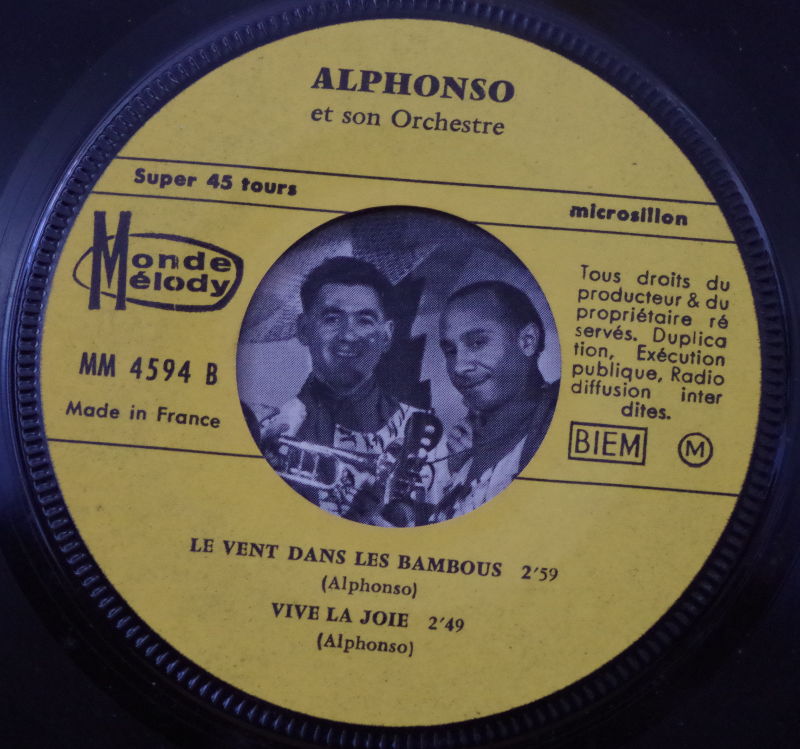 ALPHONSO
et son Orchestre
Super 45 tours
microsillon
Monde
Mélody
MM 4594 B
Made in France
Tous droits du
producteur & du
propriétaire ré
servés. Duplica
tion, Exécution
publique, Radio
diffusion inter
dites.
BIEM M
LE VENT DANS LES BAMBOUS 2'59
(Alphonso)
VIVE LA JOIE 2'49
(Alphonso)